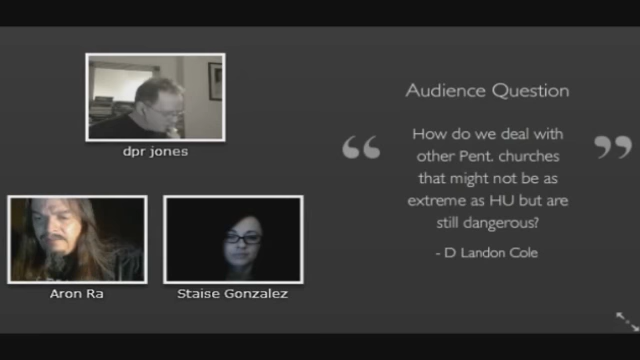 dpr jones
Aron Ra
Staise Gonzalez
Audience Question
“ How do we deal with ”
other Pent. churches
that might not be as
extreme as HU but are
still dangerous?
- D Landon Cole